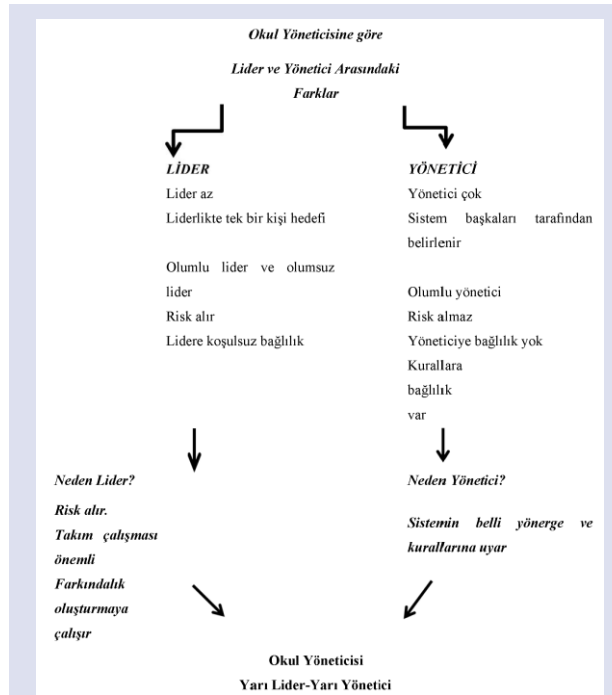 Okul Yöneticisine göre
Lider ve Yönetici Arasındaki
Farklar
LİDER
Lider az
Liderlikte tek bir kişi hedefi
Olumlu lider ve olumsuz
lider
Risk alır
Lidere koşulsuz bağlılık
YÖNETİCİ
Yönetici çok
Sistem başkaları tarafından
belirlenir
Olumlu yönetici
Risk almaz
Yöneticiye bağlılık yok
Kurallara
bağlılık
var
Neden Lider?
Risk alır.
Takım çalışması
önemli
Farkındalık
oluşturmaya
çalışır
Neden Yönetici?
Sistemin belli yönerge ve
kurallarına uyar
Okul Yöneticisi
Yarı Lider-Yarı Yönetici